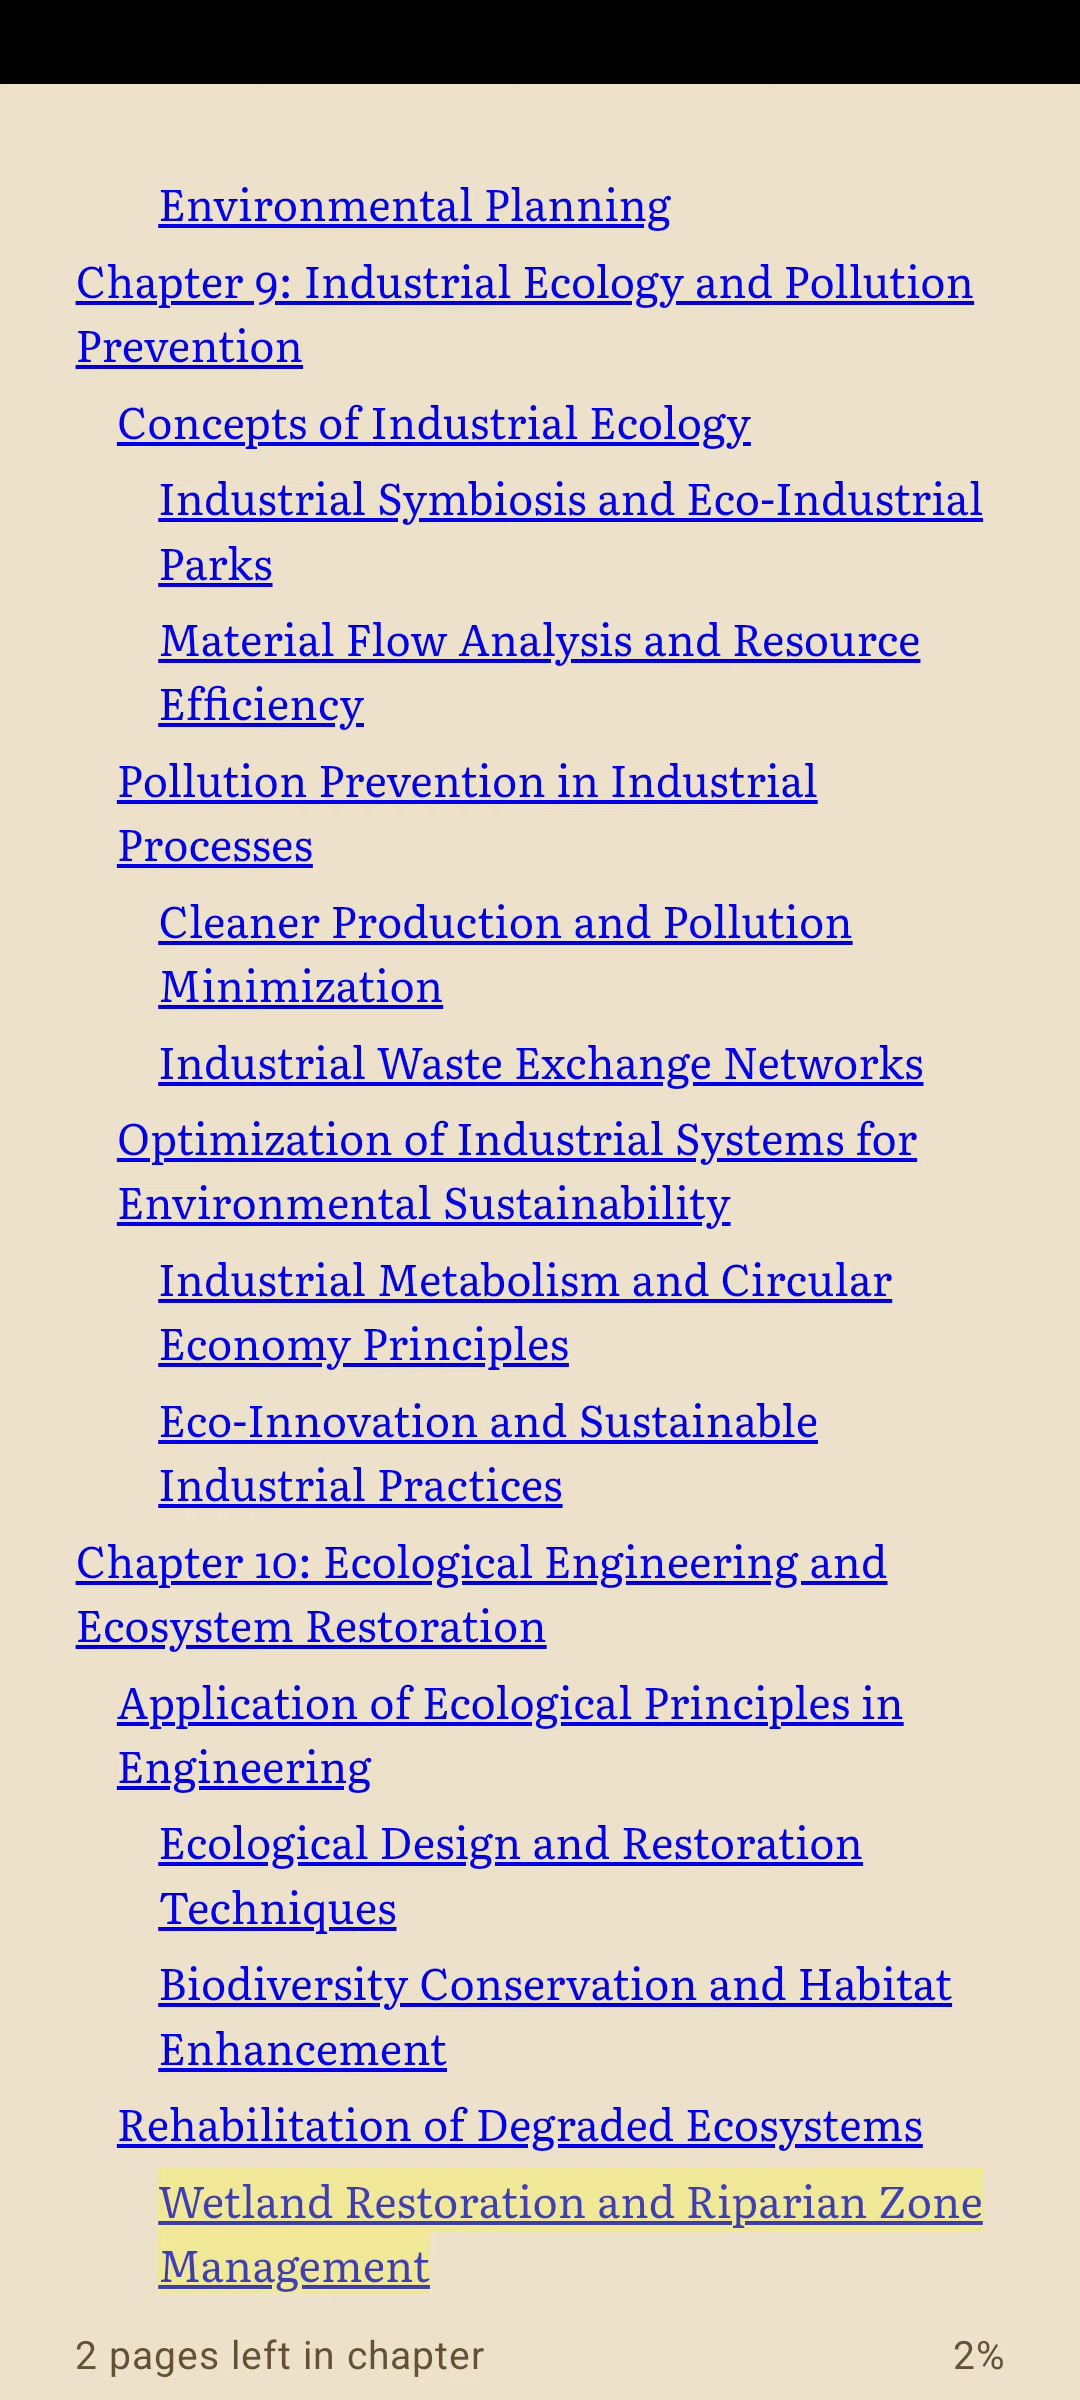 Environmental Planning
Chapter 9: Industrial Ecology and Pollution
Prevention
Concepts of Industrial Ecology
Industrial Symbiosis and Eco-Industrial
Parks
Material Flow Analysis and Resource
Efficiency
Pollution Prevention in Industrial
Processes
Cleaner Production and Pollution
Minimization
Industrial Waste Exchange Networks
Optimization of Industrial Systems for
Environmental Sustainability
Industrial Metabolism and Circular
Economy Principles
Eco-Innovation and Sustainable
Industrial Practices
Chapter 10: Ecological Engineering and
Ecosystem Restoration
Application of Ecological Principles in
Engineering
Ecological Design and Restoration
Techniques
Biodiversity Conservation and Habitat
Enhancement
Rehabilitation of Degraded Ecosystems
Wetland Restoration and Riparian Zone
Management
2 pages left in chapter 2%